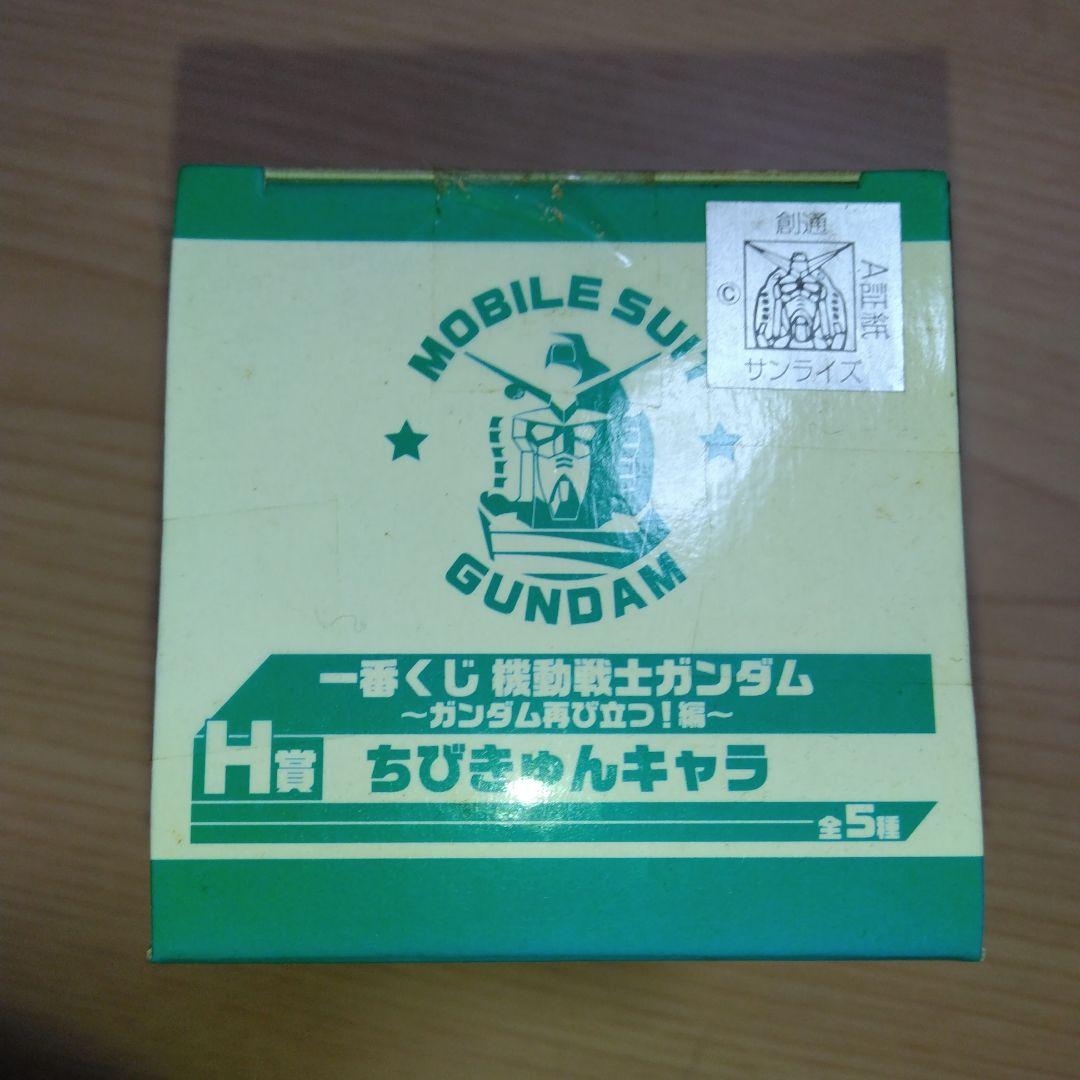 創通
A証紙
©
サンライズ
MOBILE SUIT
GUNDAM
一番くじ 機動戦士ガンダム
～ガンダム再び立つ!編～
H賞 ちびきゅんキャラ
全5種